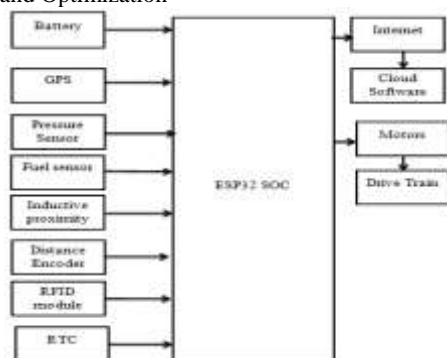 and Optimization
Battery
GPS
Pressure
Sensor
Fuel sensor
Inductive
proximity
Distance
Encoder
RFID
module
RTC
ESP32 SOC
Internet
Cloud
Software
Motors
Drive Train